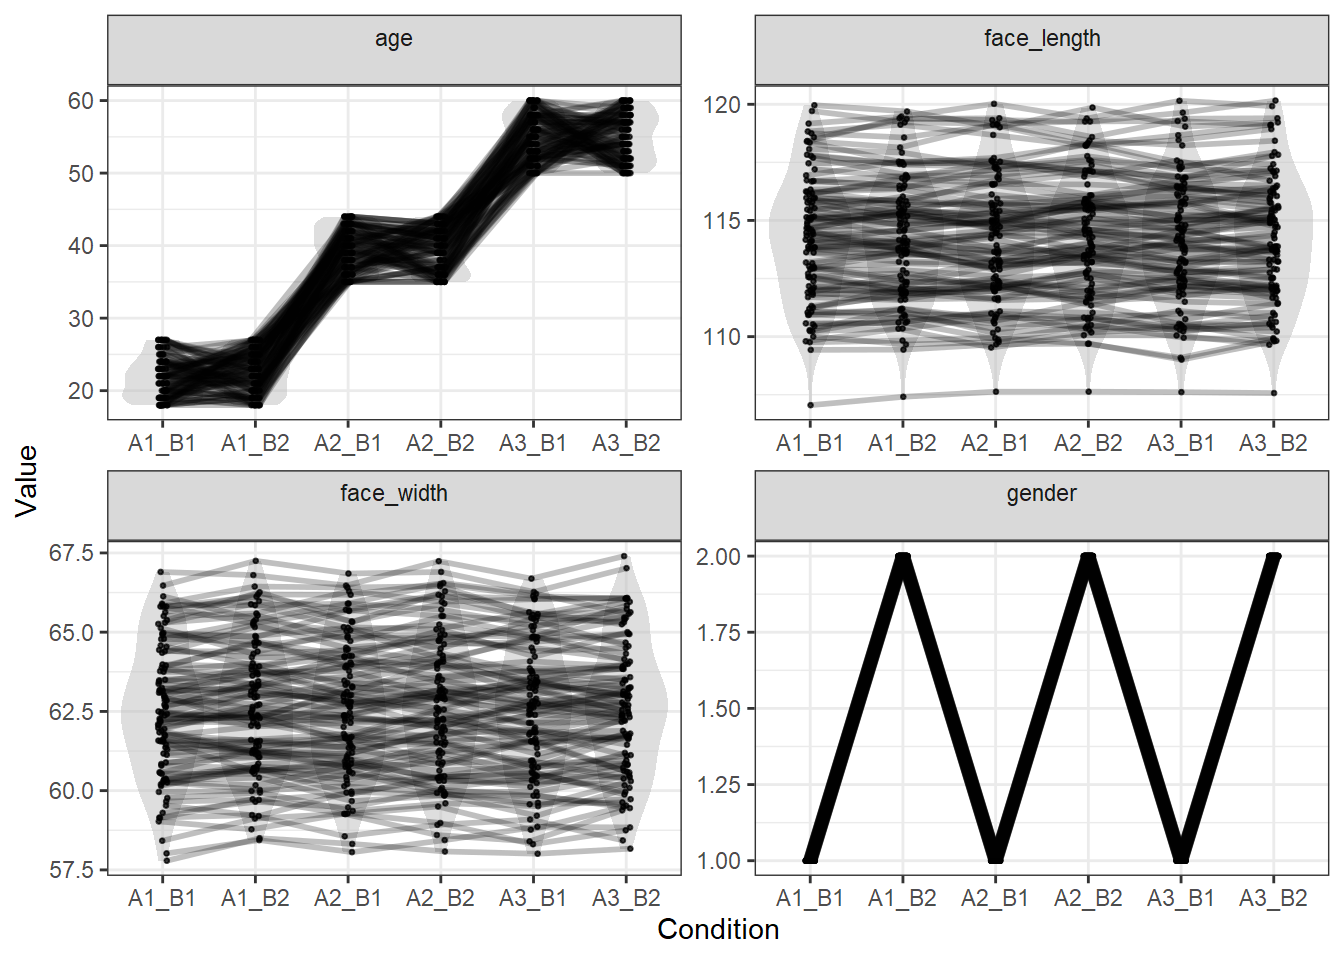 age
60
50
40
30
20
A1_B1 A1_B2 A2_B1 A2_B2 A3_B1 A3_B2
face_length
120
115
110
A1_B1 A1_B2 A2_B1 A2_B2 A3_B1 A3_B2
Value
face_width
67.5
65.0
62.5
60.0
57.5
A1_B1 A1_B2 A2_B1 A2_B2 A3_B1 A3_B2
gender
2.00
1.75
1.50
1.25
1.00
A1_B1 A1_B2 A2_B1 A2_B2 A3_B1 A3_B2
Condition